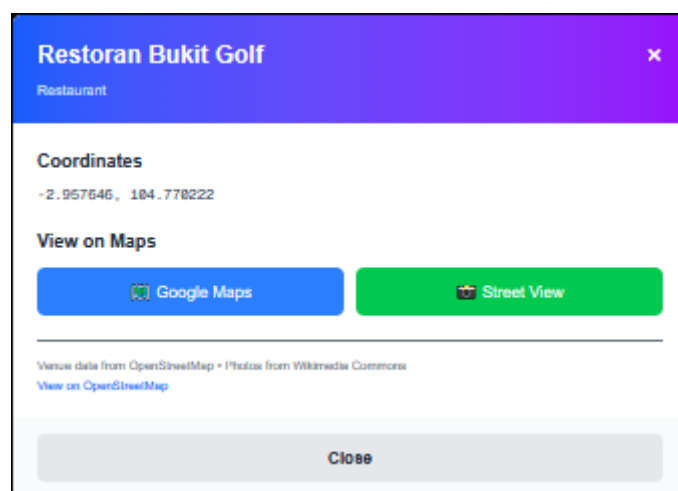 Restoran Bukit Golf
×
Restaurant
Coordinates
-2.957646, 104.770222
View on Maps
Google Maps
Street View
Venue data from OpenStreetMap • Photos from Wikimedia Commons
View on OpenStreetMap
Close